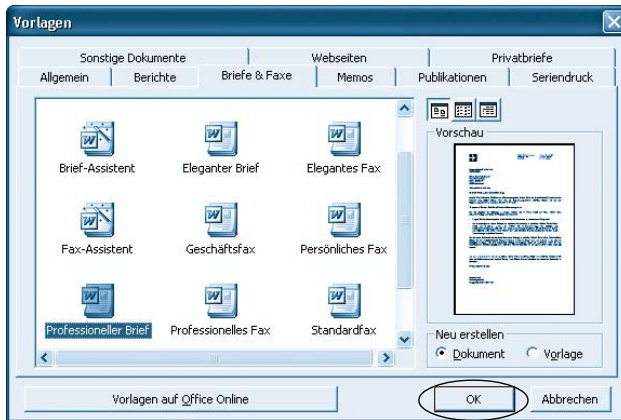 Vorlagen
Sonstige Dokumente Webseiten Privatbriefe
Allgemein Berichte Briefe & Faxe Memos Publikationen Seriendruck
Vorschau
Brief-Assistent Eleganter Brief Elegantes Fax
Fax-Assistent Geschäftsfax Persönliches Fax
Professioneller Brief Professionelles Fax Standardfax
Neu erstellen
Dokument Vorlage
Vorlagen auf Office Online OK Abbrechen